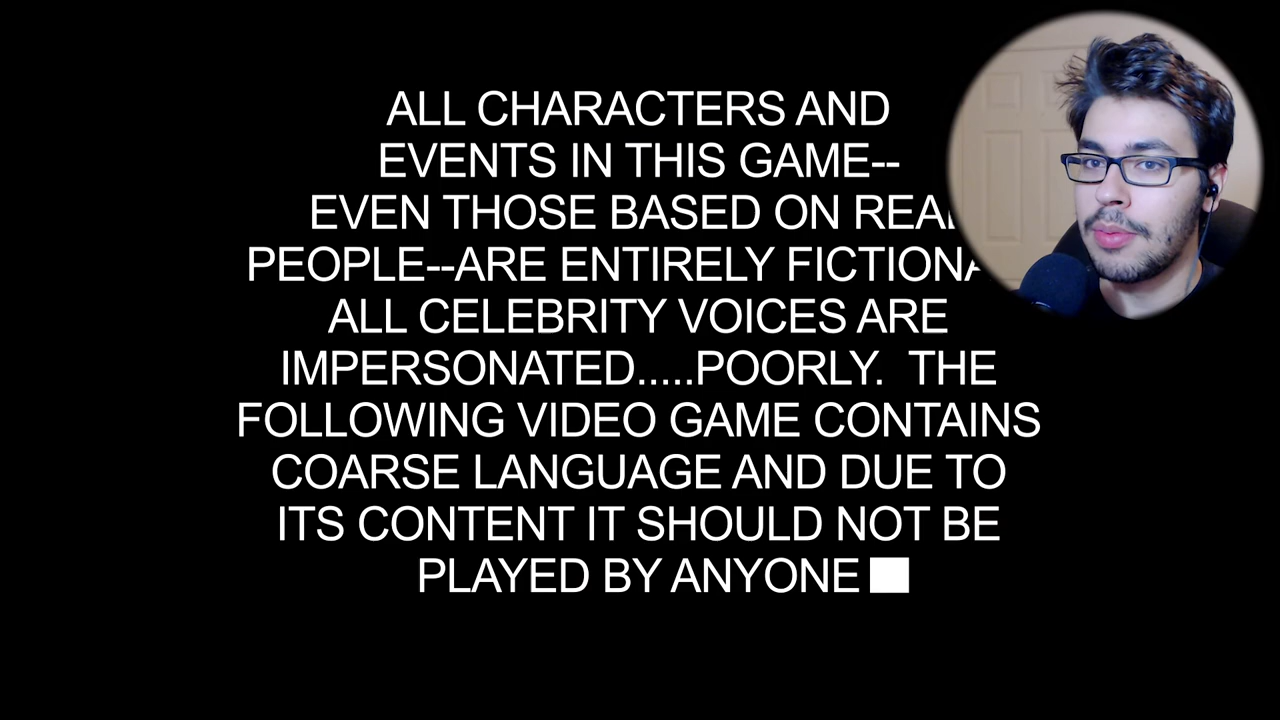 ALL CHARACTERS AND
EVENTS IN THIS GAME--
EVEN THOSE BASED ON REAL
PEOPLE--ARE ENTIRELY FICTIONA
ALL CELEBRITY VOICES ARE
IMPERSONATED.....POORLY. THE
FOLLOWING VIDEO GAME CONTAINS
COARSE LANGUAGE AND DUE TO
ITS CONTENT IT SHOULD NOT BE
PLAYED BY ANYONE